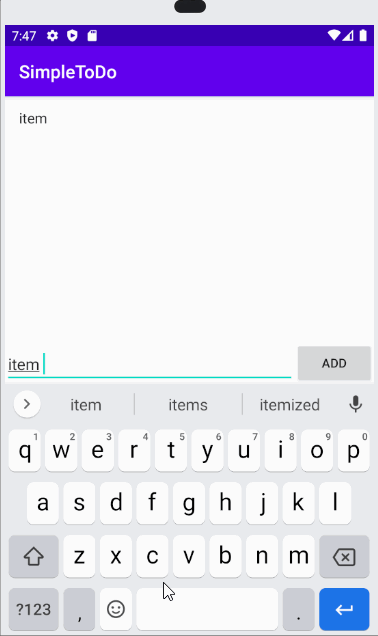 7:47
SimpleToDo
item
item
ADD
item items itemized
q1 w2 e3 r4 t5 y6 u7 i8 o9 p0
a s d f g h j k l
z x c v b n m
?123 , .